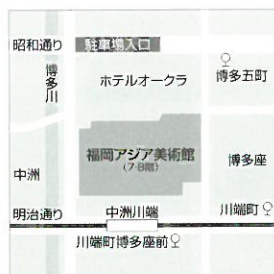 昭和通り
駐車場入口
博多川
ホテルオークラ
博多五町
福岡アジア美術館
(7・8階)
博多座
中洲
明治通り
中洲川端
川端町
川端町博多座前